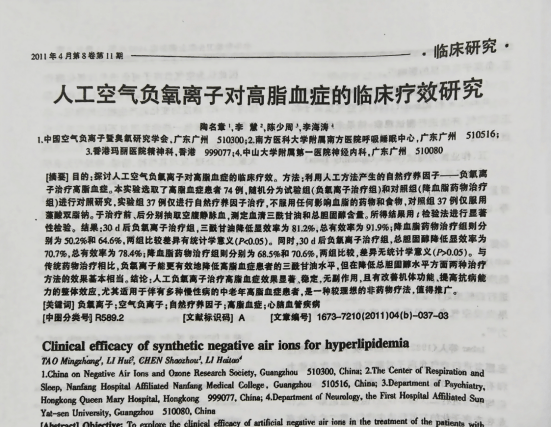 2011年4月第8卷第11期
·临床研究·
人工空气负氧离子对高脂血症的临床疗效研究
陶名章¹,李 慧²,陈少周³,李海涛⁴
1.中国空气负离子暨臭氧研究学会,广东广州 510300;2.南方医科大学附属南方医院呼吸睡眠中心,广东广州 510516;
3.香港玛丽医院精神科,香港 999077;4.中山大学附属第一医院神经内科,广东广州 510080
[摘要] 目的:探讨人工空气负氧离子对高脂血症的临床疗效。方法:利用人工方法产生的自然疗养因子——负氧离
子治疗高脂血症。本实验选取了高脂血症患者74例,随机分为试验组(负氧离子治疗组)和对照组(降血脂药物治疗
组)进行对照研究,实验组37例仅进行自然疗养因子治疗,不服用任何影响血脂的药物和食物,对照组37例仅服用
藻酸双脂钠。于治疗前、后分别抽取空腹静脉血,测定血清三酰甘油和总胆固醇含量。所得结果用t检验法进行显著
性检验。结果:30 d后负氧离子治疗组,三酰甘油降低显效率为81.2%,总有效率为91.9%;降血脂药物治疗组则分
别为50.2%和64.6%,两组比较差异有统计学意义(P<0.05)。同时,30 d后负氧离子治疗组,总胆固醇降低显效率为
70.7%,总有效率为78.4%;降血脂药物治疗组则分别为68.5%和70.6%,两组比较,差异无统计学意义(P>0.05)。与
传统药物治疗相比,负氧离子能更有效地降低高脂血症患者的三酰甘油水平,但在降低总胆固醇水平方面两种治疗
方法的效果基本相当。结论:人工负氧离子治疗高脂血症效果显著、稳定,无副作用,且有改善机体功能、提高抗病能
力的整体效应,尤其适用于伴有多种慢性病的中老年高脂血症患者,是一种较理想的非药物疗法,值得推广。
[关键词] 负氧离子;空气负离子;自然疗养因子;高脂血症;心脑血管疾病
[中图分类号] R589.2 [文献标识码] A [文章编号] 1673-7210(2011)04(b)-037-03
Clinical efficacy of synthetic negative air ions for hyperlipidemia
TAO Mingzhang¹, LI Hui², CHEN Shaozhou³, LI Haitao⁴
1.China on Negative Air Ions and Ozone Research Society, Guangzhou 510300, China; 2.The Center of Respiration and
Sleep, Nanfang Hospital Affiliated Nanfang Medical College, Guangzhou 510516, China; 3.Department of Psychiatry,
Hongkong Queen Mary Hospital, Hongkong 999077, China; 4.Department of Neurology, the First Hospital Affiliated Sun
Yat-sen University, Guangzhou 510080, China
[Abstract] Objective: To explore the clinical efficacy of artificial negative air ions in the treatment of the patients with